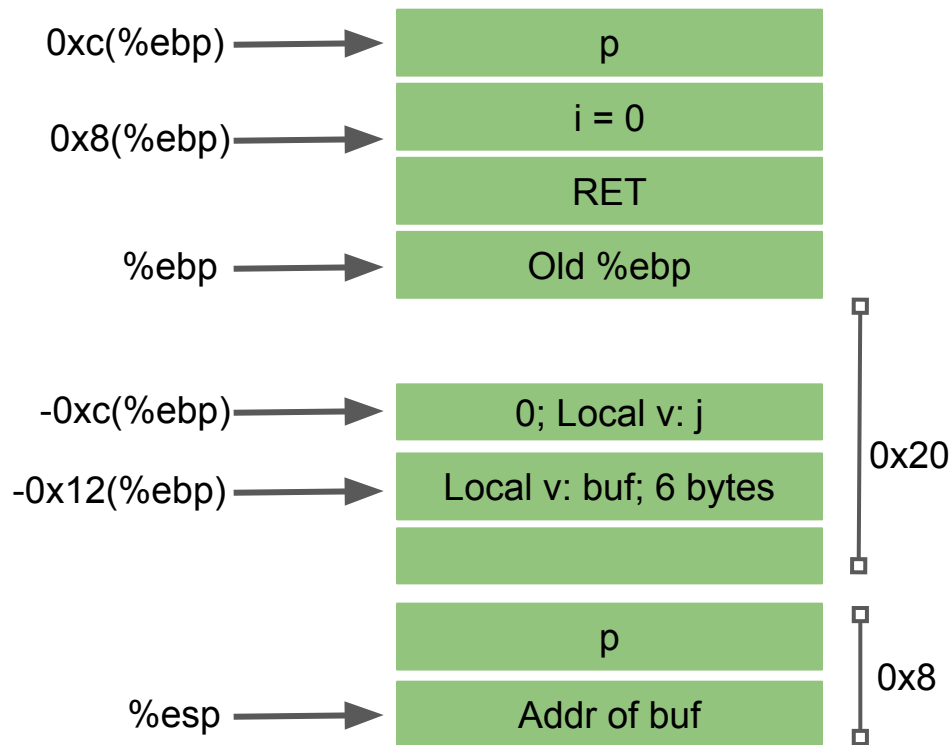 0xc(%ebp)
p
0x8(%ebp)
i = 0
RET
%ebp
Old %ebp
-0xc(%ebp)
0; Local v: j
0x20
-0x12(%ebp)
Local v: buf; 6 bytes
p
0x8
%esp
Addr of buf